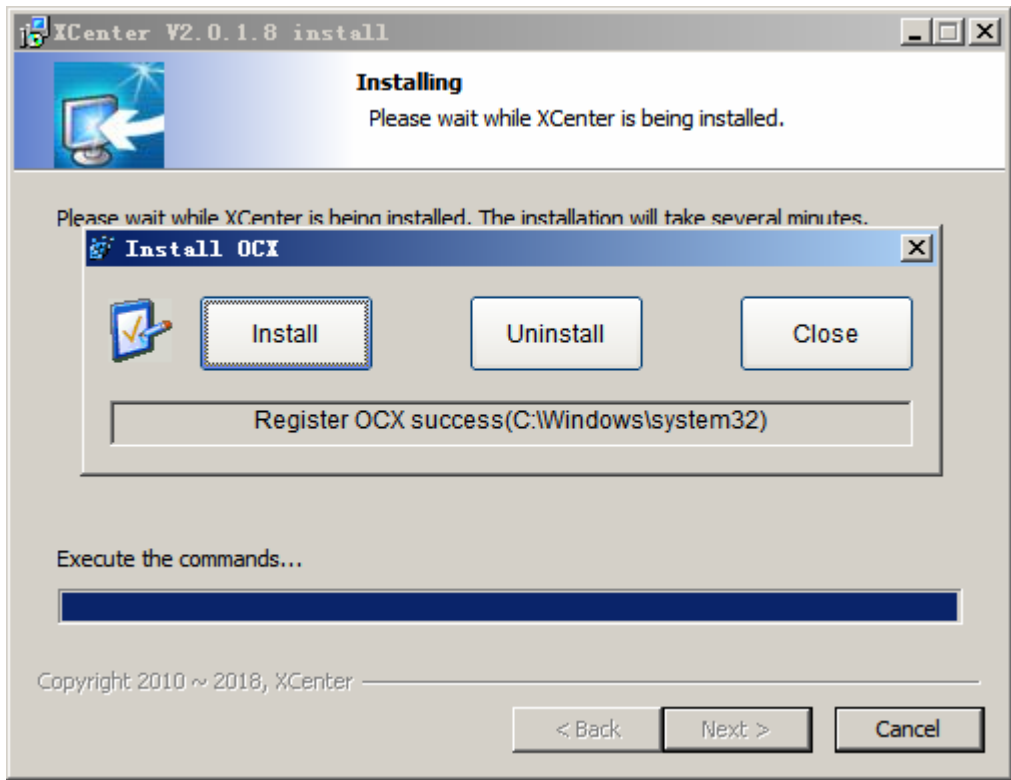 XCenter V2.0.1.8 install
Installing
Please wait while XCenter is being installed.
Please wait while XCenter is being installed. The installation will take several minutes.
Install OCX
Install
Uninstall
Close
Register OCX success(C:\Windows\system32)
Execute the commands...
Copyright 2010 ~ 2018, XCenter
< Back
Next >
Cancel